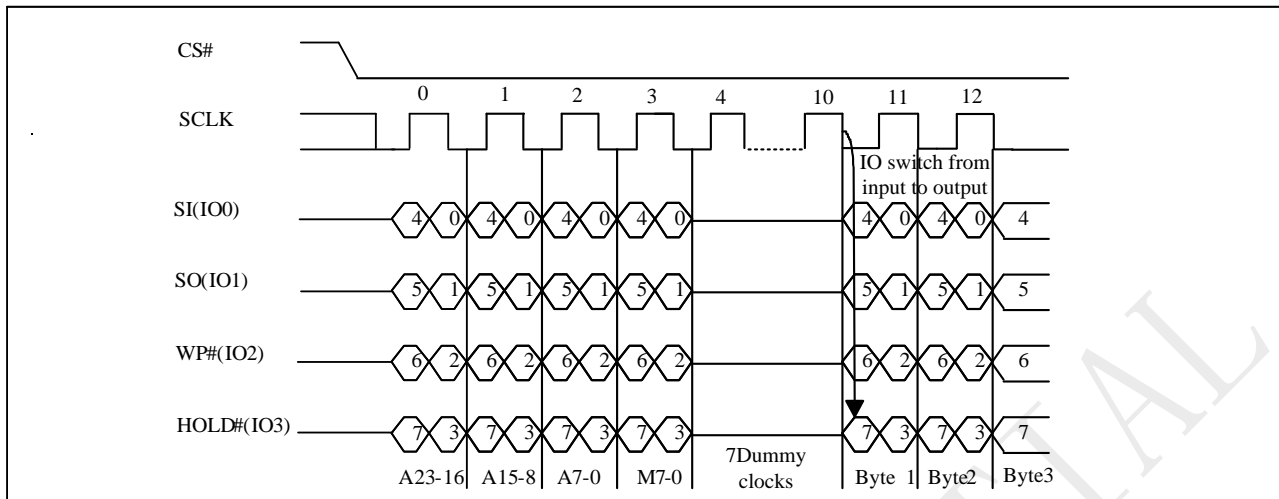 CS#
0 1 2 3 4 10 11 12
SCLK
IO switch from
input to output
SI(IO0) 4 0 4 0 4 0 4 0 4 0 4 0 4
SO(IO1) 5 1 5 1 5 1 5 1 5 1 5 1 5
WP#(IO2) 6 2 6 2 6 2 6 2 6 2 6 2 6
HOLD#(IO3) 7 3 7 3 7 3 7 3 7 3 7 3 7
7Dummy
clocks
A23-16 A15-8 A7-0 M7-0 Byte 1 Byte2 Byte3
TIAL